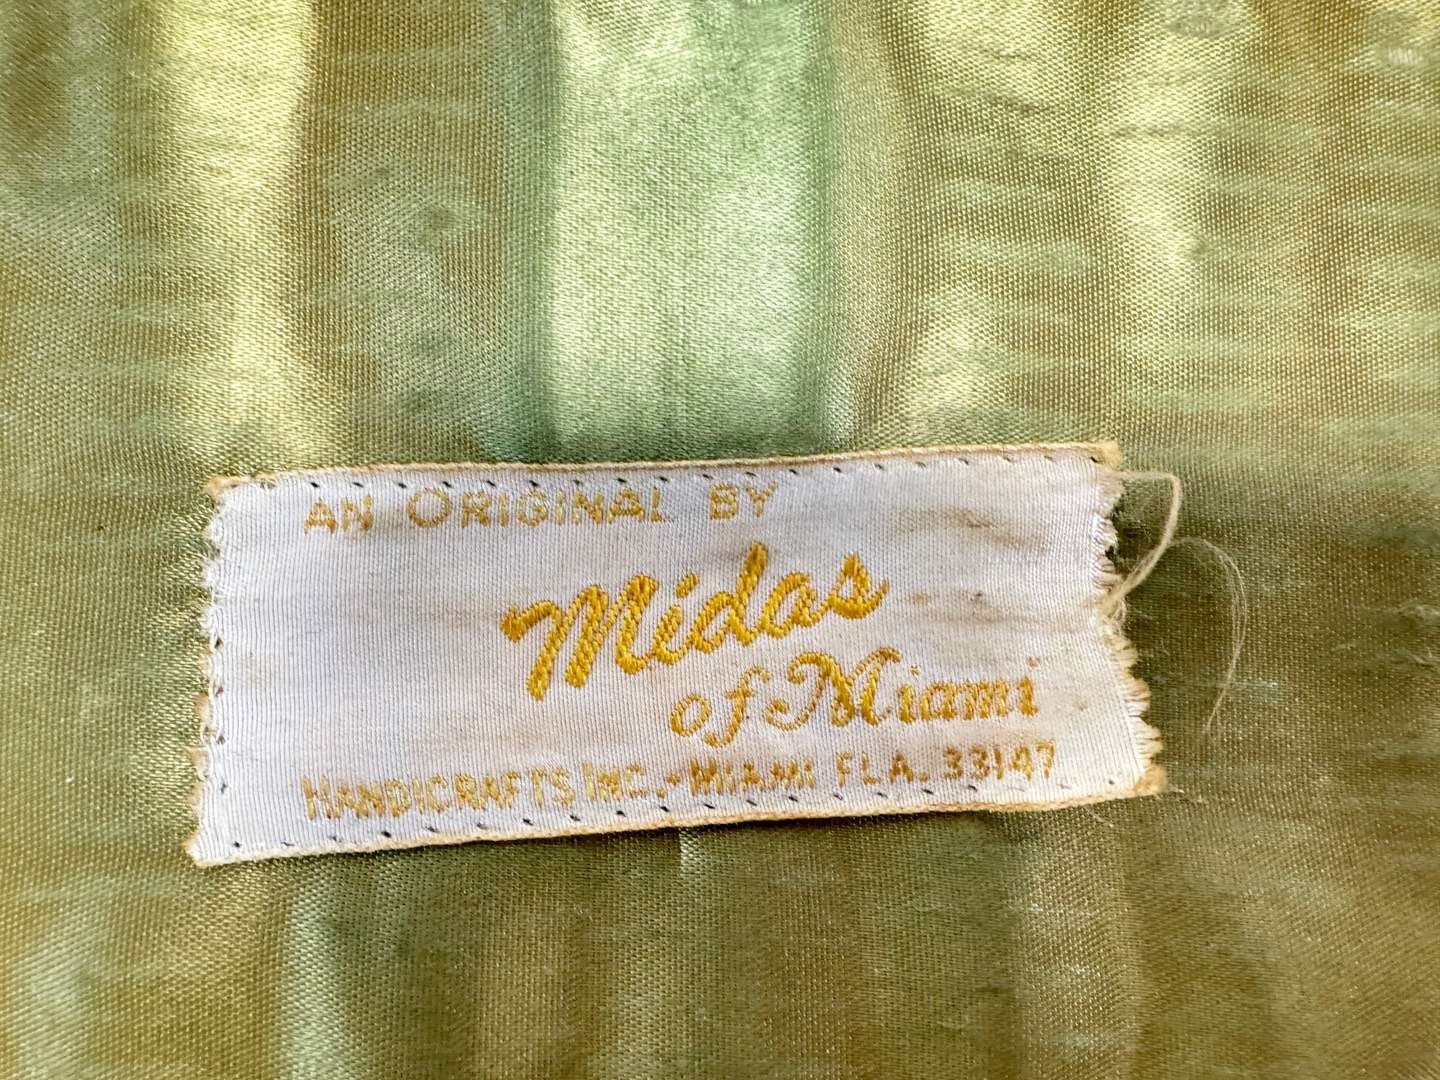 AN ORIGINAL BY
Midas
of Miami
HANDICRAFTS INC.-MIAMI FLA. 33147